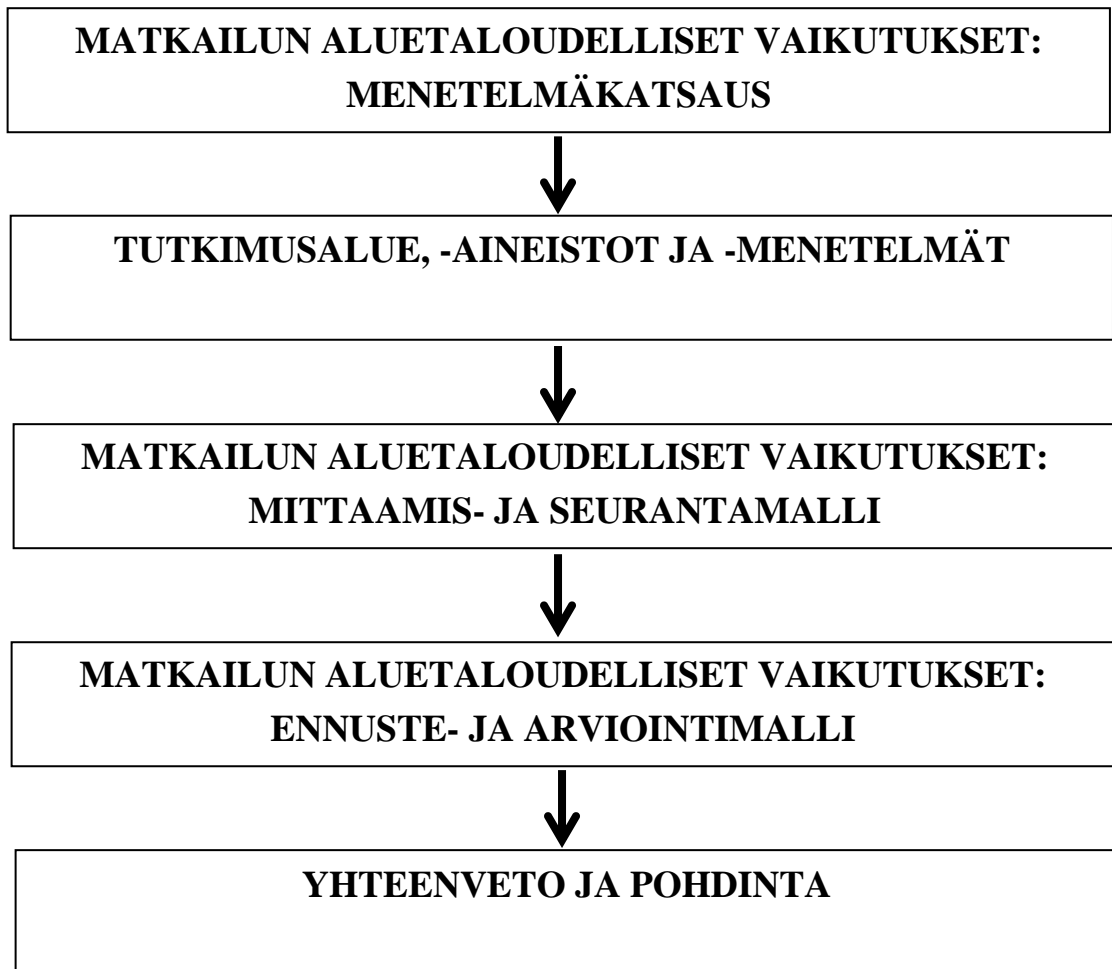 MATKAILUN ALUETALOUDELLISET VAIKUTUKSET:
MENETELMÄKATSAUS
TUTKIMUSALUE, -AINEISTOT JA -MENETELMÄT
MATKAILUN ALUETALOUDELLISET VAIKUTUKSET:
MITTAAMIS- JA SEURANTAMALLI
MATKAILUN ALUETALOUDELLISET VAIKUTUKSET:
ENNUSTE- JA ARVIOINTIMALLI
YHTEENVETO JA POHDINTA